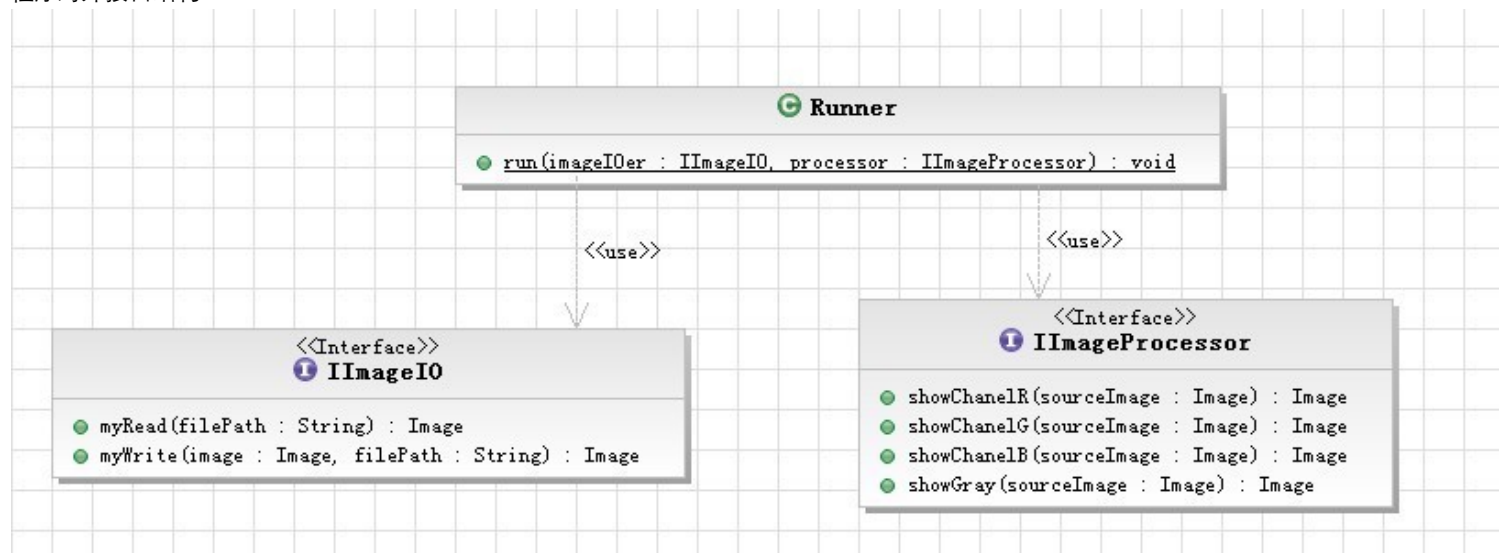 Runner
run(imageIOer : IImageIO, processor : IImageProcessor) : void
<<use>>
<<use>>
<<Interface>>
IImageIO
myRead(filePath : String) : Image
myWrite(image : Image, filePath : String) : Image
<<Interface>>
IImageProcessor
showChanelR(sourceImage : Image) : Image
showChanelG(sourceImage : Image) : Image
showChanelB(sourceImage : Image) : Image
showGray(sourceImage : Image) : Image